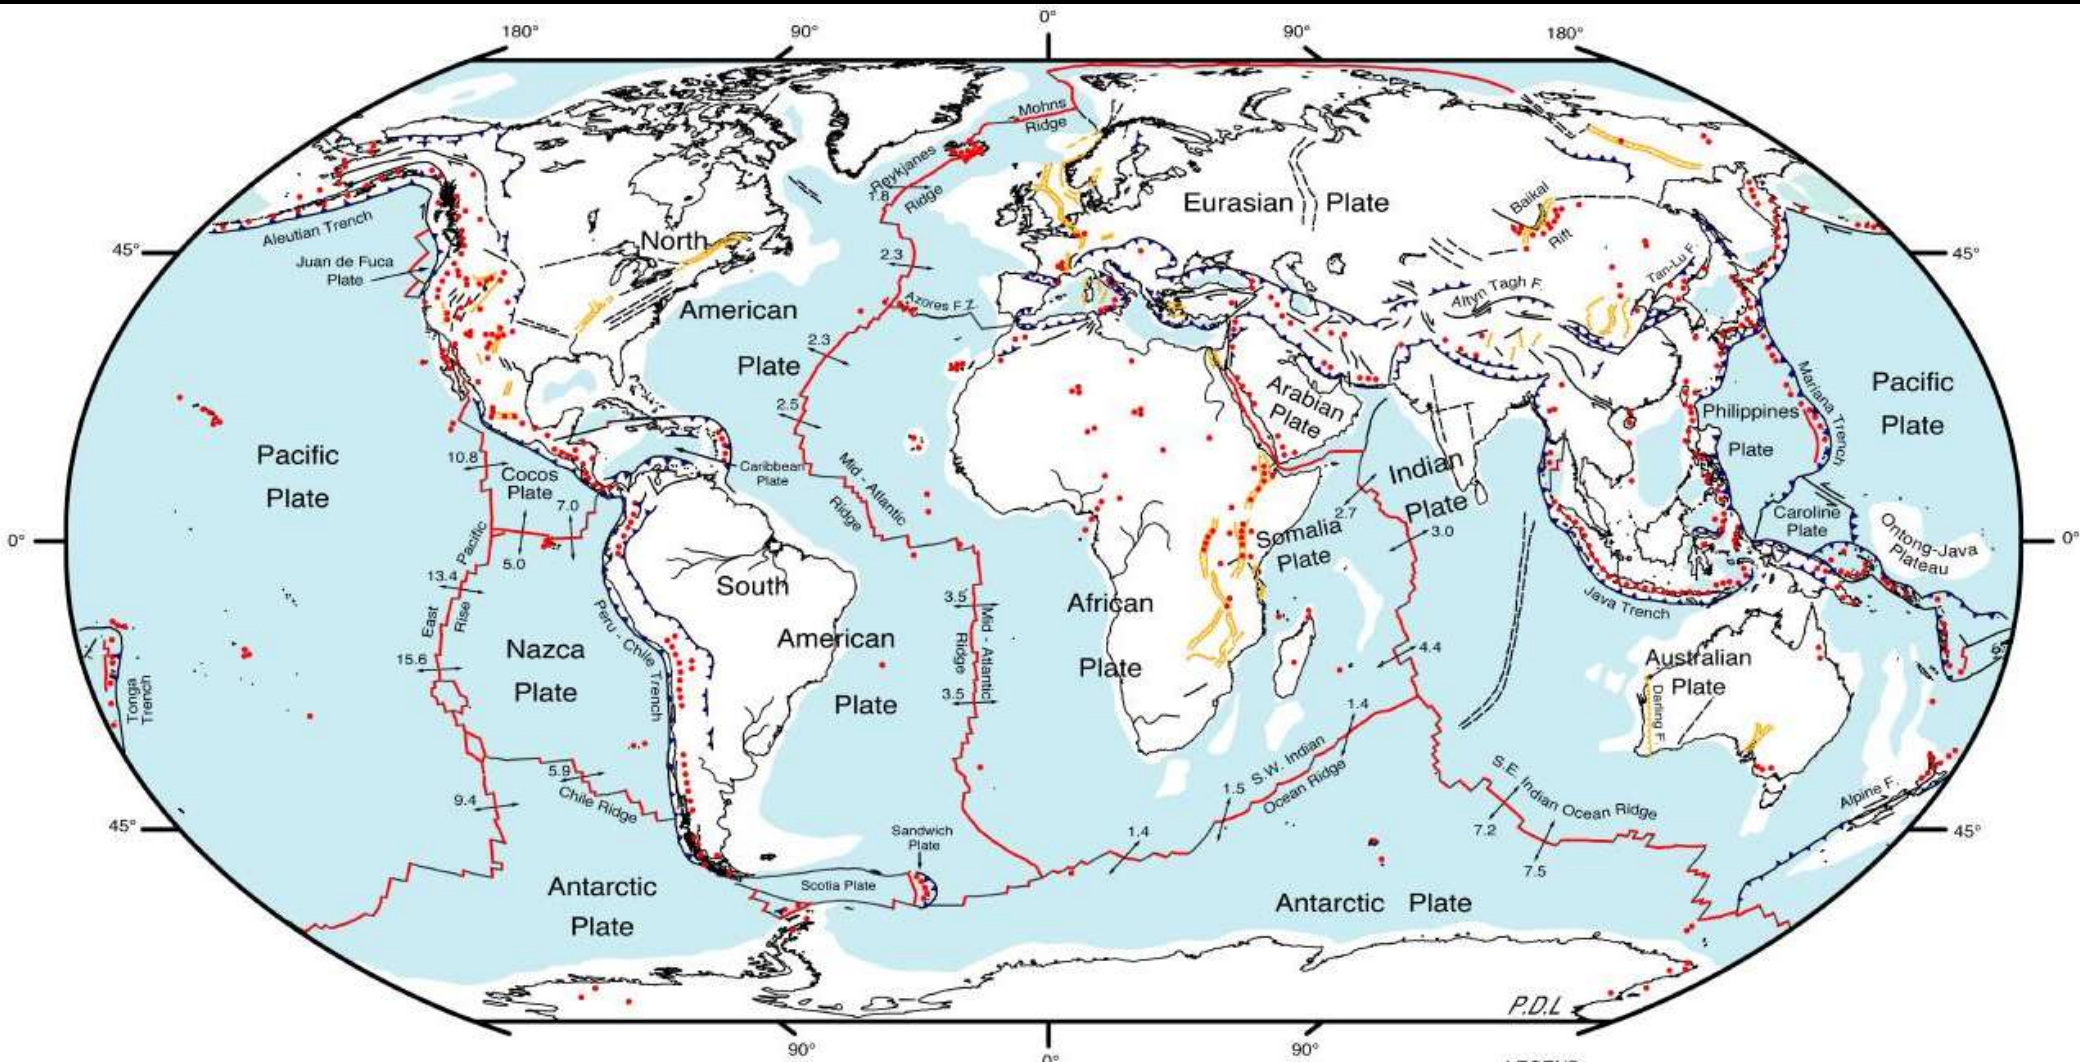 0°
180°
90°
90°
180°
Mohns
Ridge
Reykjanes
Ridge
1.8
Eurasian Plate
Baikal
Rift
Aleutian Trench
45°
45°
North
Juan de Fuca
Plate
2.3
Tan-Lu F.
Altyn Tagh F.
Azores F.Z.
American
Plate
2.3
2.5
Arabian
Plate
Mariana Trench
Pacific
Plate
Philippines
Plate
Pacific
Plate
10.8
Cocos
Plate
7.0
5.0
Caribbean
Plate
Mid - Atlantic
Ridge
Indian
Plate
2.7
3.0
Somalia
Plate
Caroline
Plate
Ontong-Java
Plateau
0°
0°
13.4
East
Pacific
Rise
South
American
Plate
3.5
Mid - Atlantic
Ridge
3.5
African
Plate
Java Trench
15.6
Nazca
Plate
Peru - Chile Trench
4.4
Australian
Plate
Darling F.
Tonga
Trench
1.4
5.9
Chile Ridge
9.4
1.5
S.W. Indian
Ocean Ridge
S.E. Indian Ocean Ridge
Alpine F.
45°
45°
Sandwich
Plate
1.4
7.2
7.5
Antarctic
Plate
Scotia Plate
Antarctic Plate
P.D.L
90°
0°
90°